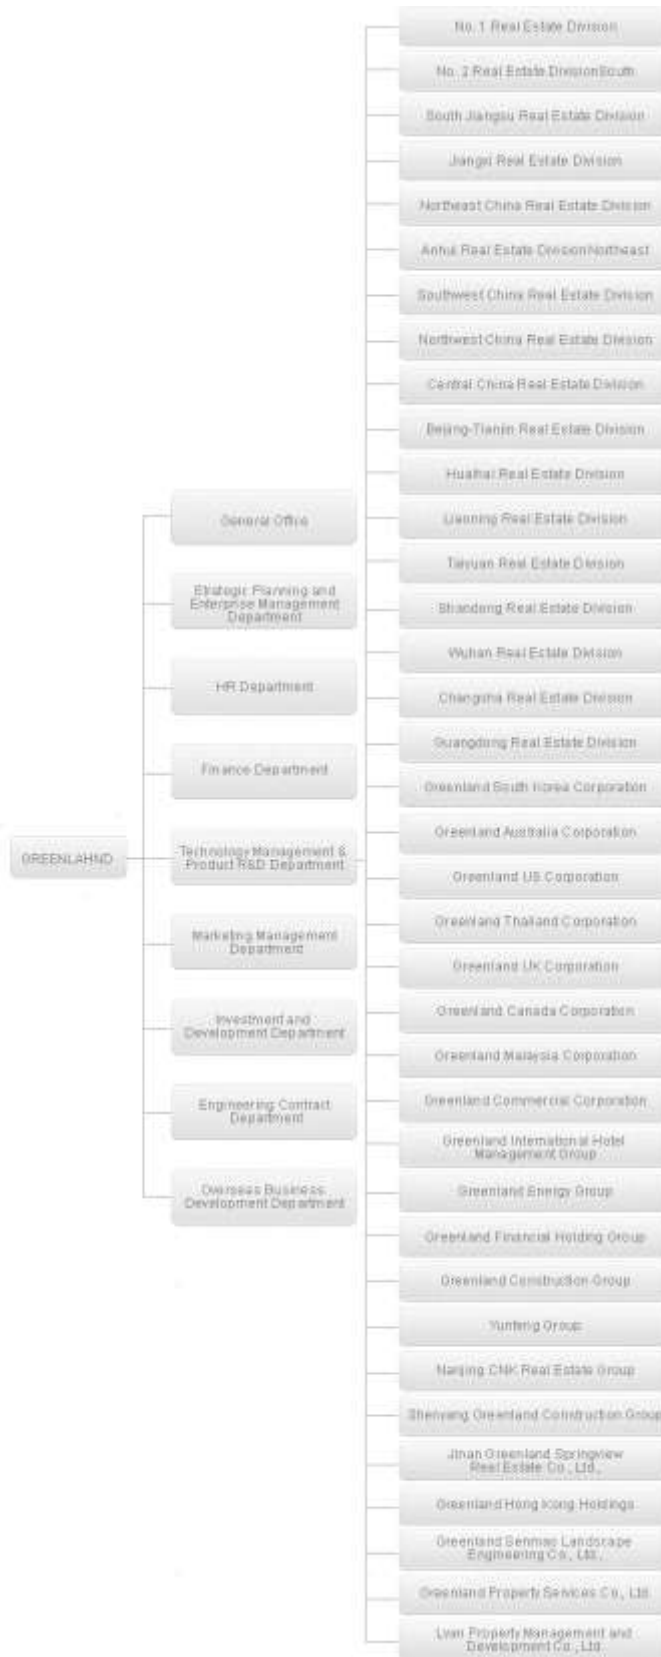 GREENLAHND
General Office
Strategic Planning and
Enterprise Management
Department
HR Department
Finance Department
Technology Management &
Product R&D Department
Marketing Management
Department
Investment and
Development Department
Engineering Contract
Department
Overseas Business
Development Department
No. 1 Real Estate Division
No. 2 Real Estate DivisionSouth
South Jiangsu Real Estate Division
Jiangxi Real Estate Division
Northeast China Real Estate Division
Anhui Real Estate DivisionNortheast
Southwest China Real Estate Division
Northwest China Real Estate Division
Central China Real Estate Division
Beijing-Tianjin Real Estate Division
Huaihai Real Estate Division
Liaoning Real Estate Division
Taiyuan Real Estate Division
Shandong Real Estate Division
Wuhan Real Estate Division
Changsha Real Estate Division
Guangdong Real Estate Division
Greenland South Korea Corporation
Greenland Australia Corporation
Greenland US Corporation
Greenland Thailand Corporation
Greenland UK Corporation
Greenland Canada Corporation
Greenland Malaysia Corporation
Greenland Commercial Corporation
Greenland International Hotel
Management Group
Greenland Energy Group
Greenland Financial Holding Group
Greenland Construction Group
Yunfeng Group
Nanjing CNK Real Estate Group
Shenyang Greenland Construction Group
Jinan Greenland Springview
Real Estate Co., Ltd.,
Greenland Hong Kong Holdings
Greenland Senmao Landscape
Engineering Co., Ltd.,
Greenland Property Services Co., Ltd.
Lvan Property Management and
Development Co., Ltd.